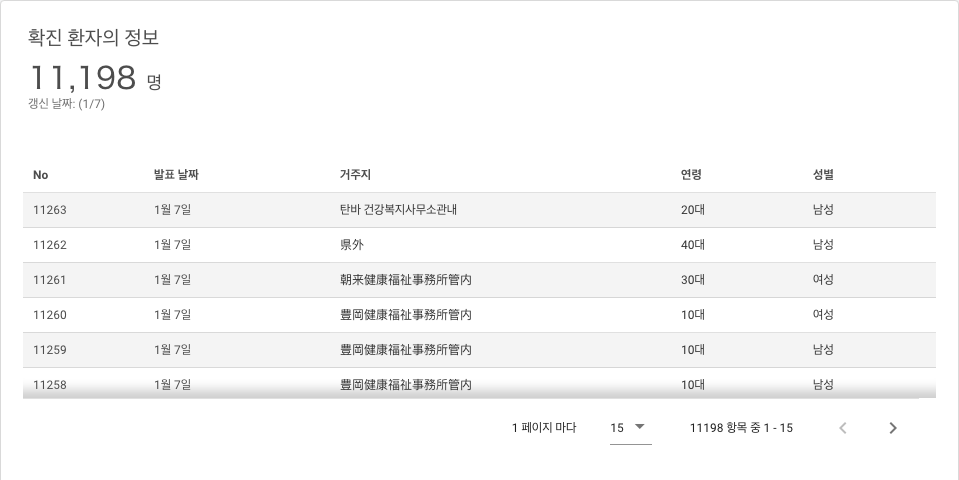 확진 환자의 정보
11,198 명
갱신 날짜: (1/7)
No 발표 날짜 거주지 연령 성별
11263 1월 7일 탄바 건강복지사무소관내 20대 남성
11262 1월 7일 県外 40대 남성
11261 1월 7일 朝来健康福祉事務所管内 30대 여성
11260 1월 7일 豊岡健康福祉事務所管内 10대 여성
11259 1월 7일 豊岡健康福祉事務所管内 10대 남성
11258 1월 7일 豊岡健康福祉事務所管内 10대 남성
1 페이지 마다 15 11198 항목 중 1 - 15